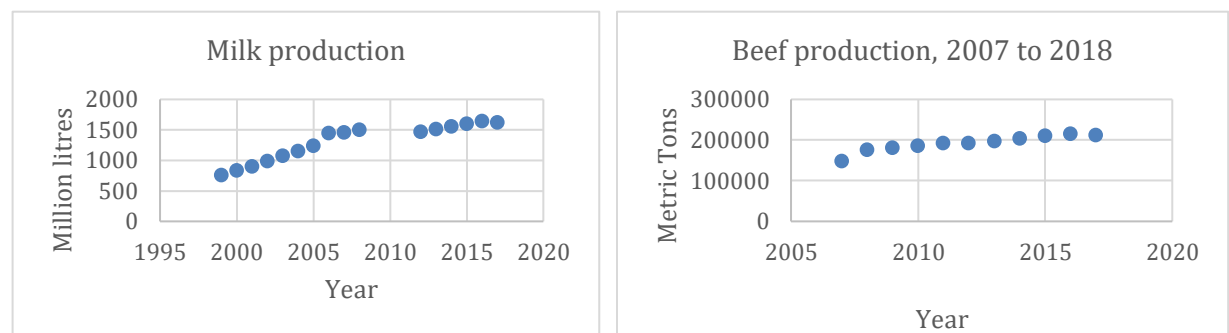 Milk production
Million litres
2000
1500
1000
500
0
1995 2000 2005 2010 2015 2020
Year
Beef production, 2007 to 2018
Metric Tons
300000
200000
100000
0
2005 2010 2015 2020
Year